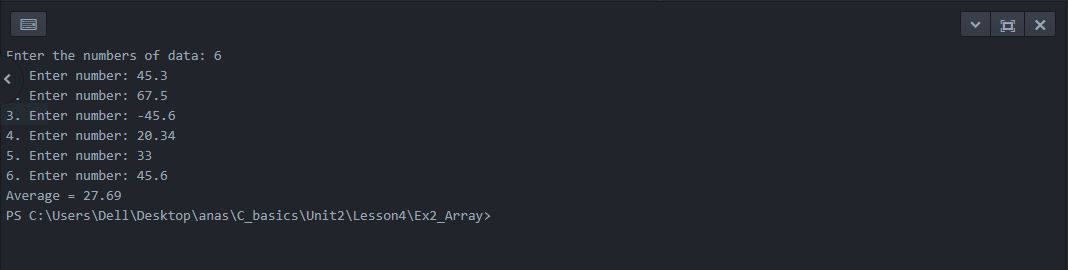 Enter the numbers of data: 6
Enter number: 45.3
. Enter number: 67.5
3. Enter number: -45.6
4. Enter number: 20.34
5. Enter number: 33
6. Enter number: 45.6
Average = 27.69
PS C:\Users\Dell\Desktop\anas\C_basics\Unit2\Lesson4\Ex2_Array>